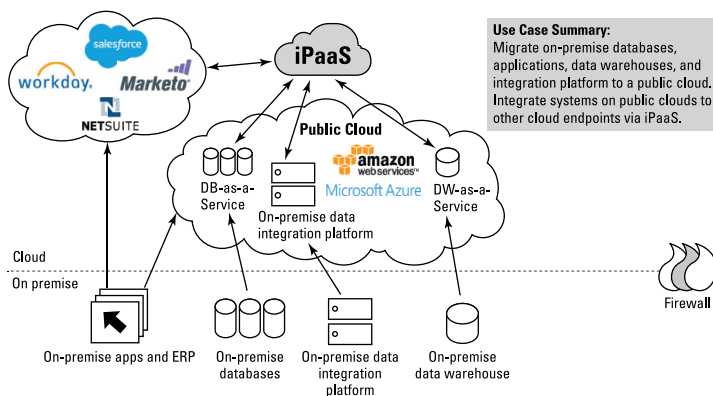 salesforce
workday.
Marketo
N
NETSUITE
iPaaS
Use Case Summary:
Migrate on-premise databases,
applications, data warehouses, and
integration platform to a public cloud.
Integrate systems on public clouds to
other cloud endpoints via iPaaS.
Public Cloud
DB-as-a-
Service
On-premise data
integration platform
amazon
web services™
Microsoft Azure
DW-as-a-
Service
Cloud
On premise
Firewall
On-premise apps and ERP
On-premise
databases
On-premise data
integration
platform
On-premise
data warehouse